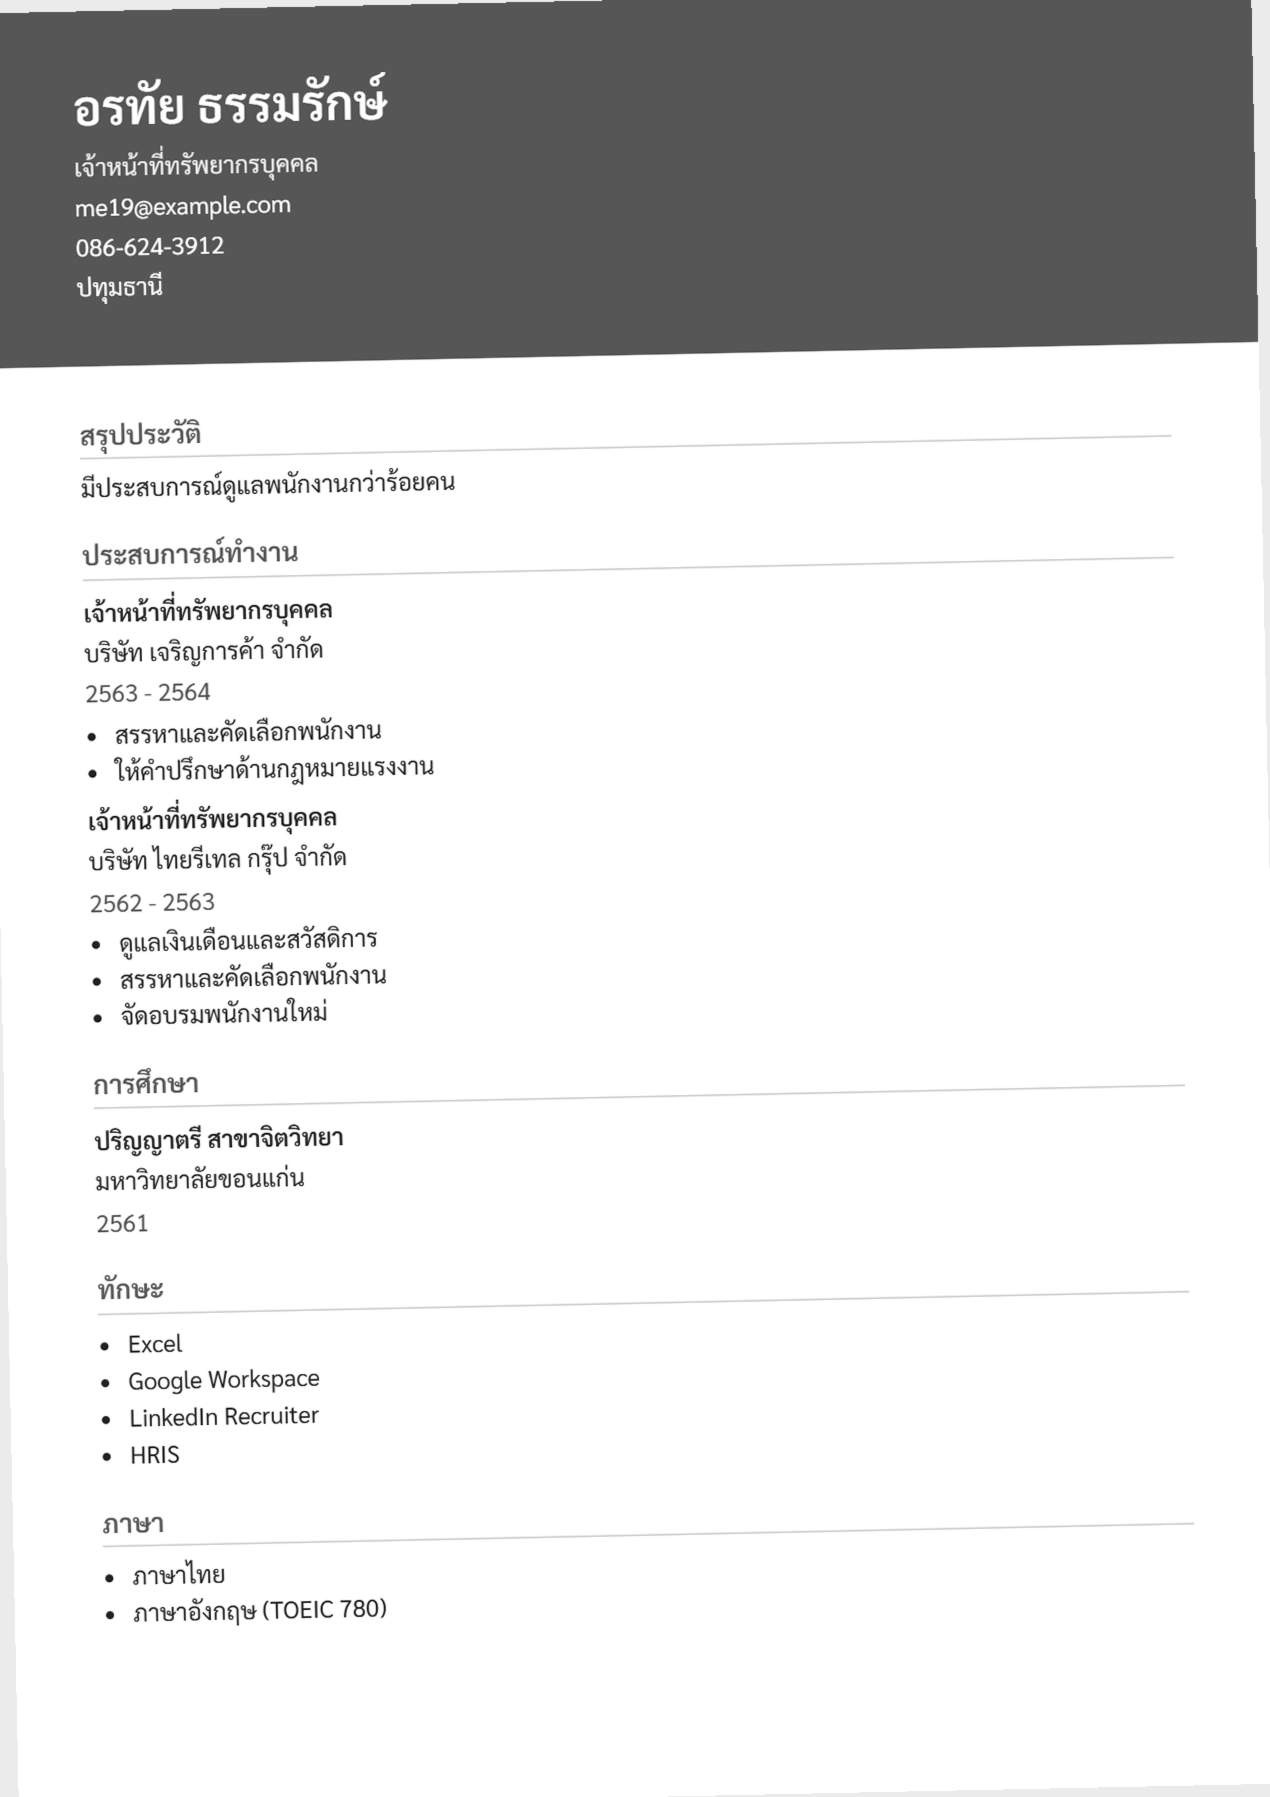 อรทัย ธรรมรักษ์
เจ้าหน้าที่ทรัพยากรบุคคล
me19@example.com
086-624-3912
ปทุมธานี
สรุปประวัติ
มีประสบการณ์ดูแลพนักงานกว่าร้อยคน
ประสบการณ์ทำงาน
เจ้าหน้าที่ทรัพยากรบุคคล
บริษัท เจริญการค้า จำกัด
2563 - 2564
• สรรหาและคัดเลือกพนักงาน
• ให้คำปรึกษาด้านกฎหมายแรงงาน
เจ้าหน้าที่ทรัพยากรบุคคล
บริษัท ไทยรีเทล กรุ๊ป จำกัด
2562 - 2563
• ดูแลเงินเดือนและสวัสดิการ
• สรรหาและคัดเลือกพนักงาน
• จัดอบรมพนักงานใหม่
การศึกษา
ปริญญาตรี สาขาจิตวิทยา
มหาวิทยาลัยขอนแก่น
2561
ทักษะ
• Excel
• Google Workspace
• LinkedIn Recruiter
• HRIS
ภาษา
• ภาษาไทย
• ภาษาอังกฤษ (TOEIC 780)